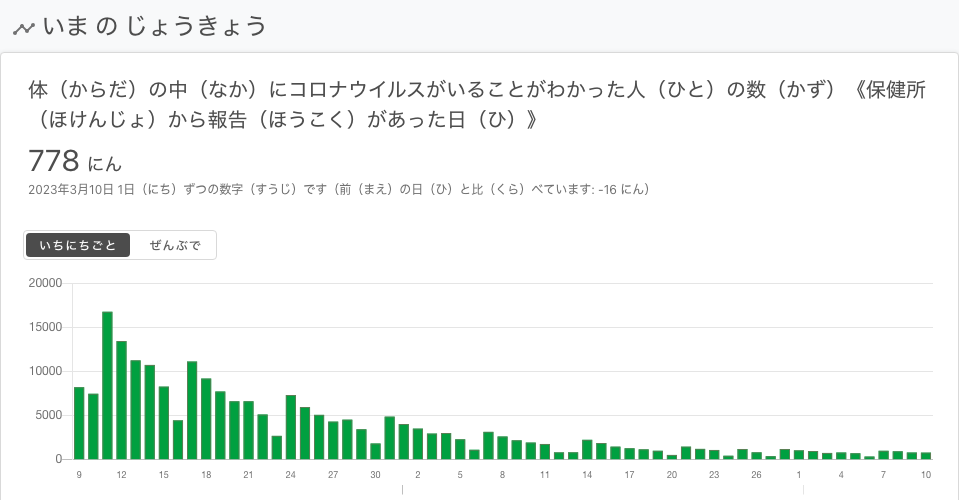 いま の じょうきょう
体（からだ）の中（なか）にコロナウイルスがいることがわかった人（ひと）の数（かず）《保健所
（ほけんじょ）から報告（ほうこく）があった日（ひ）》
778 にん
2023年3月10日 1日（にち）ずつの数字（すうじ）です（前（まえ）の日（ひ）と比（くら）べています: -16 にん）
いちにちごと ぜんぶで
20000
15000
10000
5000
0
9 12 15 18 21 24 27 30 2 5 8 11 14 17 20 23 26 1 4 7 10